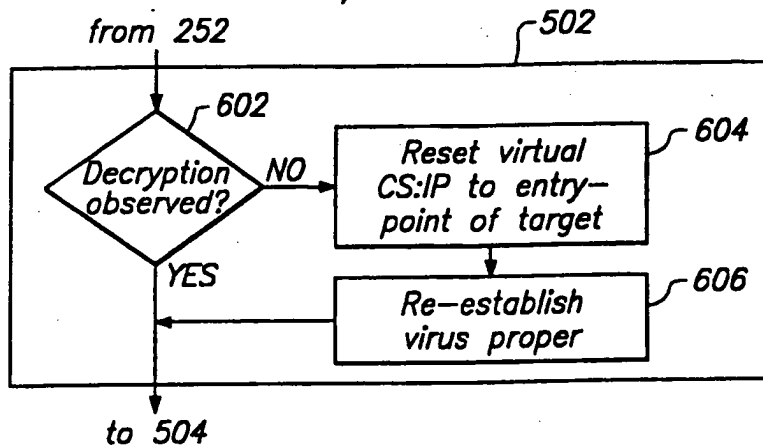 from 252
502
602
Decryption
observed?
NO
YES
Reset virtual
CS:IP to entry-
point of target
604
Re-establish
virus proper
606
to 504